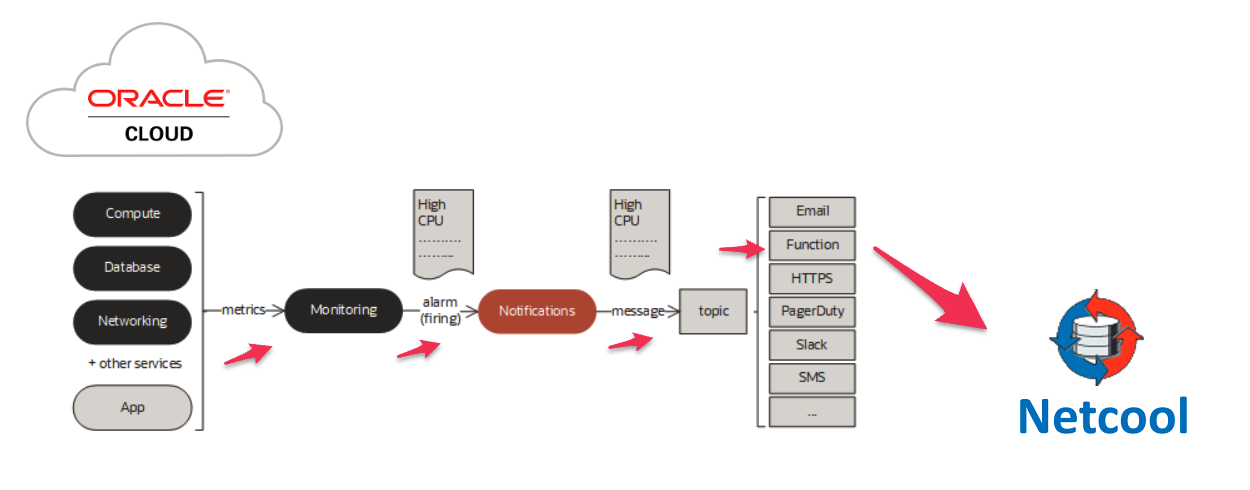 ORACLE®
CLOUD
Compute
Database
Networking
+ other services
App
metrics
Monitoring
High
CPU
alarm
(firing)
Notifications
High
CPU
message
topic
Email
Function
HTTPS
PagerDuty
Slack
SMS
...
Netcool